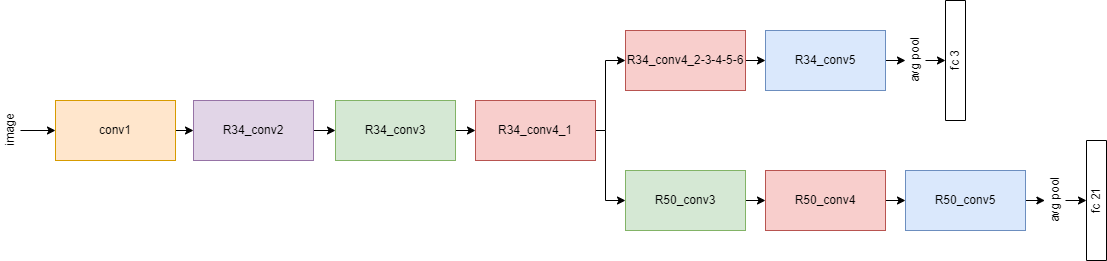 image
conv1
R34_conv2
R34_conv3
R34_conv4_1
R34_conv4_2-3-4-5-6
R34_conv5
avg pool
fc 3
R50_conv3
R50_conv4
R50_conv5
avg pool
fc 21